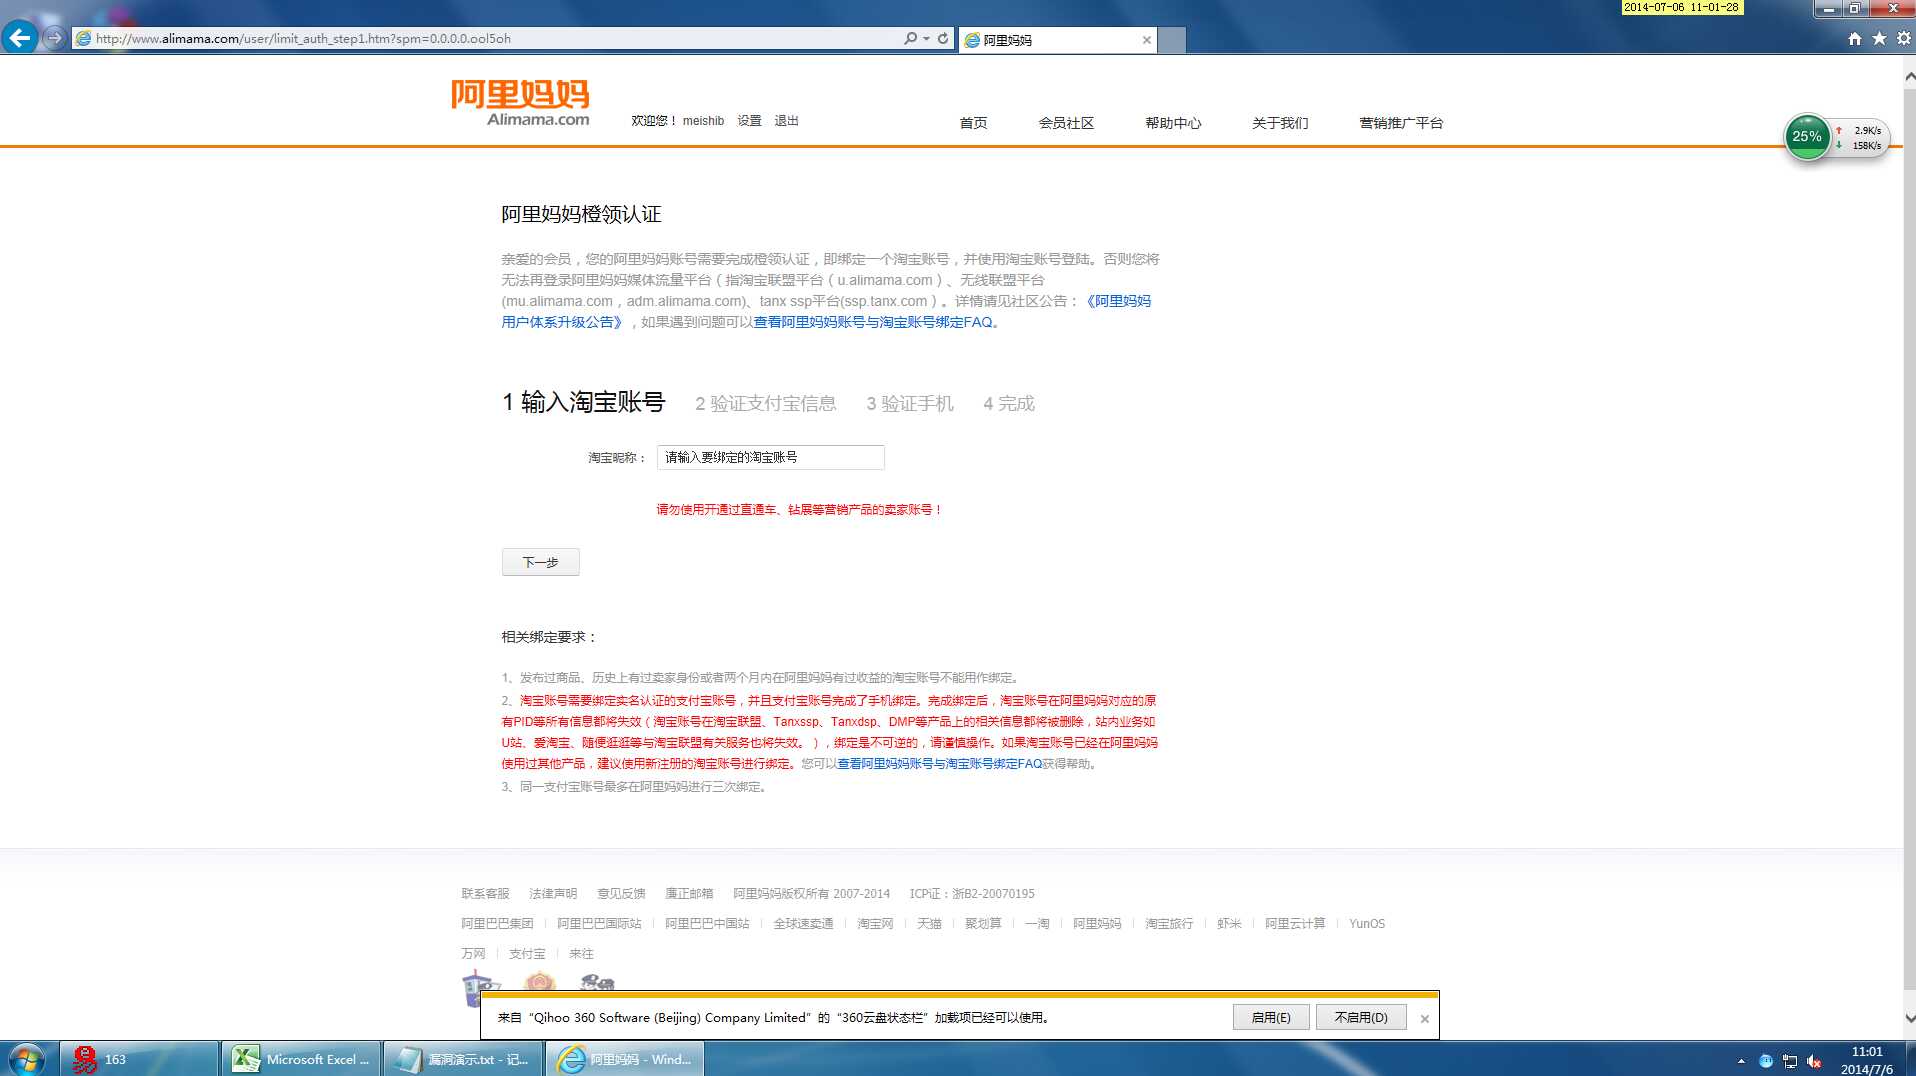 2014-07-06 11-01-28
http://www.alimama.com/user/limit_auth_step1.htm?spm=0.0.0.0.ool5oh
阿里妈妈
阿里妈妈
Alimama.com
欢迎您！ meishib 设置 退出
首页 会员社区 帮助中心 关于我们 营销推广平台
25%
2.9K/s
158K/s
阿里妈妈橙领认证
亲爱的会员，您的阿里妈妈账号需要完成橙领认证，即绑定一个淘宝账号，并使用淘宝账号登陆。否则您将
无法再登录阿里妈妈媒体流量平台（指淘宝联盟平台（u.alimama.com）、无线联盟平台
(mu.alimama.com，adm.alimama.com)、tanx ssp平台(ssp.tanx.com）。详情请见社区公告：《阿里妈妈
用户体系升级公告》，如果遇到问题可以查看阿里妈妈账号与淘宝账号绑定FAQ。
1 输入淘宝账号 2 验证支付宝信息 3 验证手机 4 完成
淘宝昵称： 请输入要绑定的淘宝账号
请勿使用开通过直通车、钻展等营销产品的卖家账号！
下一步
相关绑定要求：
1、发布过商品、历史上有过卖家身份或者两个月内在阿里妈妈有过收益的淘宝账号不能用作绑定。
2、淘宝账号需要绑定实名认证的支付宝账号，并且支付宝账号完成了手机绑定。完成绑定后，淘宝账号在阿里妈妈对应的原
有PID等所有信息都将失效（淘宝账号在淘宝联盟、Tanxssp、Tanxdsp、DMP等产品上的相关信息都将被删除，站内业务如
U站、爱淘宝、随便逛逛等与淘宝联盟有关服务也将失效。），绑定是不可逆的，请谨慎操作。如果淘宝账号已经在阿里妈妈
使用过其他产品，建议使用新注册的淘宝账号进行绑定。您可以查看阿里妈妈账号与淘宝账号绑定FAQ获得帮助。
3、同一支付宝账号最多在阿里妈妈进行三次绑定。
联系客服 法律声明 意见反馈 廉正邮箱 阿里妈妈版权所有 2007-2014 ICP证：浙B2-20070195
阿里巴巴集团 | 阿里巴巴国际站 | 阿里巴巴中国站 | 全球速卖通 | 淘宝网 | 天猫 | 聚划算 | 一淘 | 阿里妈妈 | 淘宝旅行 | 虾米 | 阿里云计算 | YunOS
万网 | 支付宝 | 来往
来自“Qihoo 360 Software (Beijing) Company Limited”的“360云盘状态栏”加载项已经可以使用。 启用(E) 不启用(D)
163 Microsoft Excel ... 漏洞演示.txt - 记... 阿里妈妈 - Wind...
11:01
2014/7/6